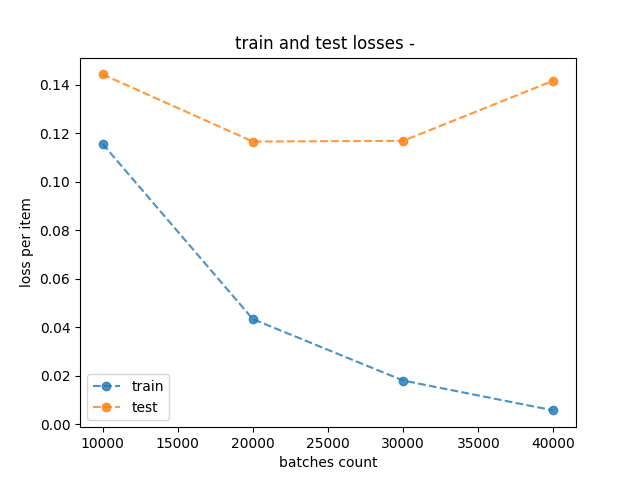 train and test losses -
0.14
0.12
0.10
0.08
0.06
0.04
0.02
0.00
loss per item
train
test
10000 15000 20000 25000 30000 35000 40000
batches count